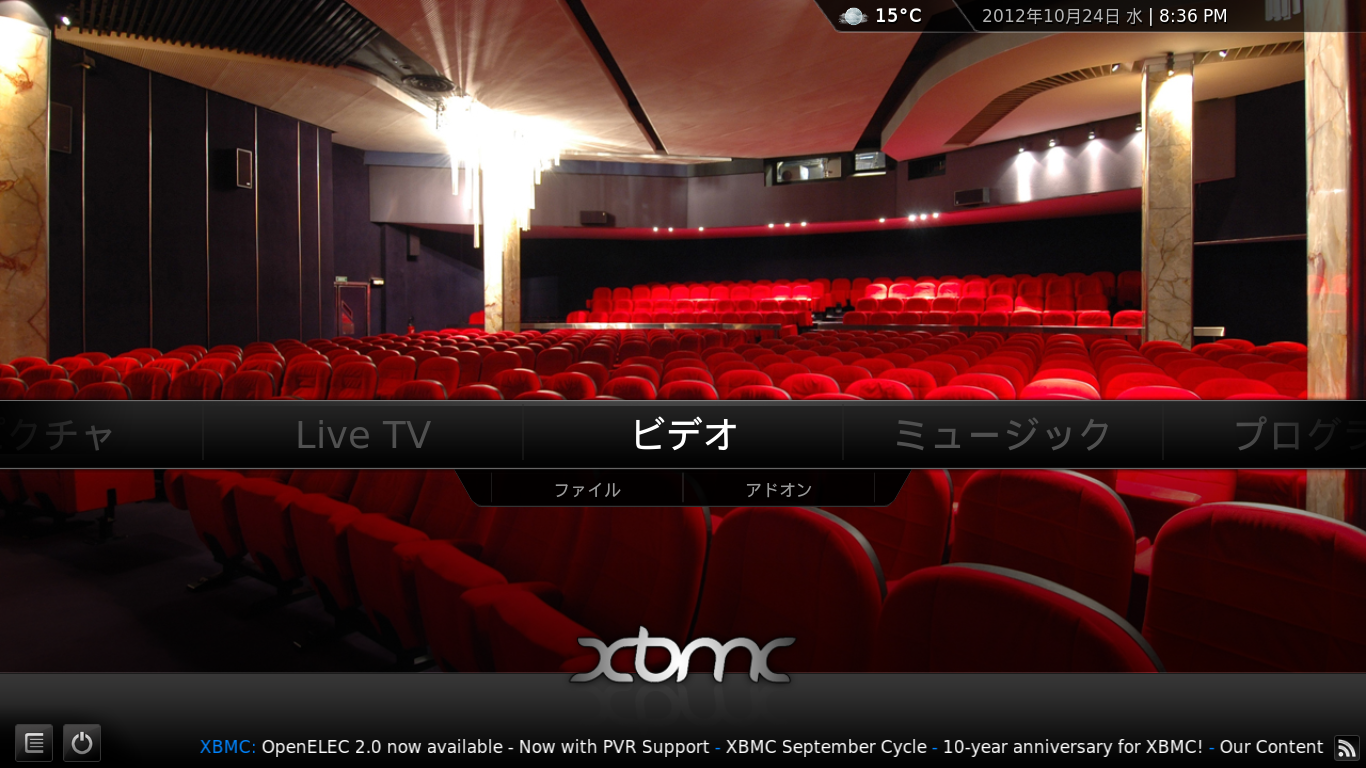 15°C 2012年10月24日 水 | 8:36 PM
クチャ Live TV ビデオ ミュージック プログラ
ファイル アドオン
xbmc
XBMC: OpenELEC 2.0 now available - Now with PVR Support - XBMC September Cycle - 10-year anniversary for XBMC! - Our Content